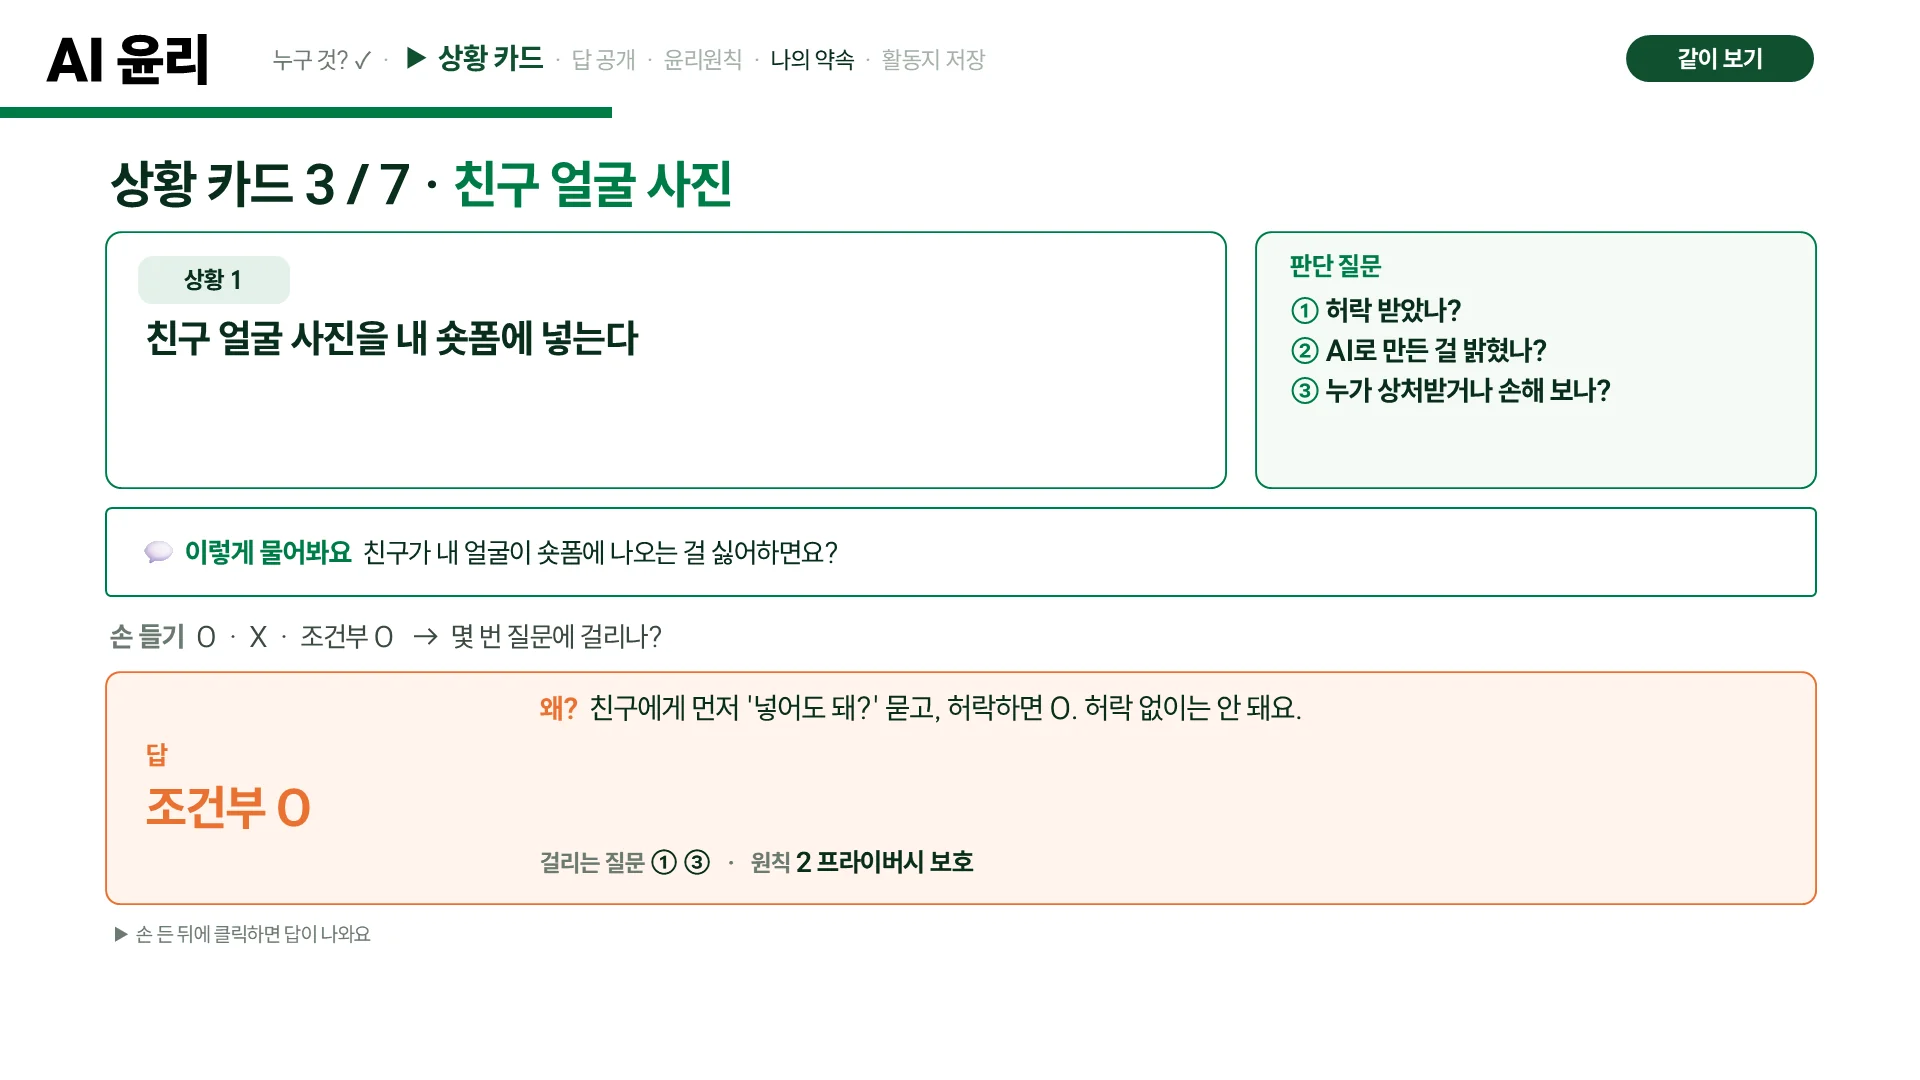 AI 윤리
누구 것? ✓ · ▶ 상황 카드 · 답 공개 · 윤리원칙 · 나의 약속 · 활동지 저장
같이 보기
상황 카드 3 / 7 · 친구 얼굴 사진
상황 1
친구 얼굴 사진을 내 숏폼에 넣는다
판단 질문
① 허락 받았나?
② AI로 만든 걸 밝혔나?
③ 누가 상처받거나 손해 보나?
💬 이렇게 물어봐요 친구가 내 얼굴이 숏폼에 나오는 걸 싫어하면요?
손 들기 O · X · 조건부 O → 몇 번 질문에 걸리나?
답
조건부 O
왜? 친구에게 먼저 '넣어도 돼?' 묻고, 허락하면 O. 허락 없이는 안 돼요.
걸리는 질문 ① ③ · 원칙 2 프라이버시 보호
▶ 손 든 뒤에 클릭하면 답이 나와요